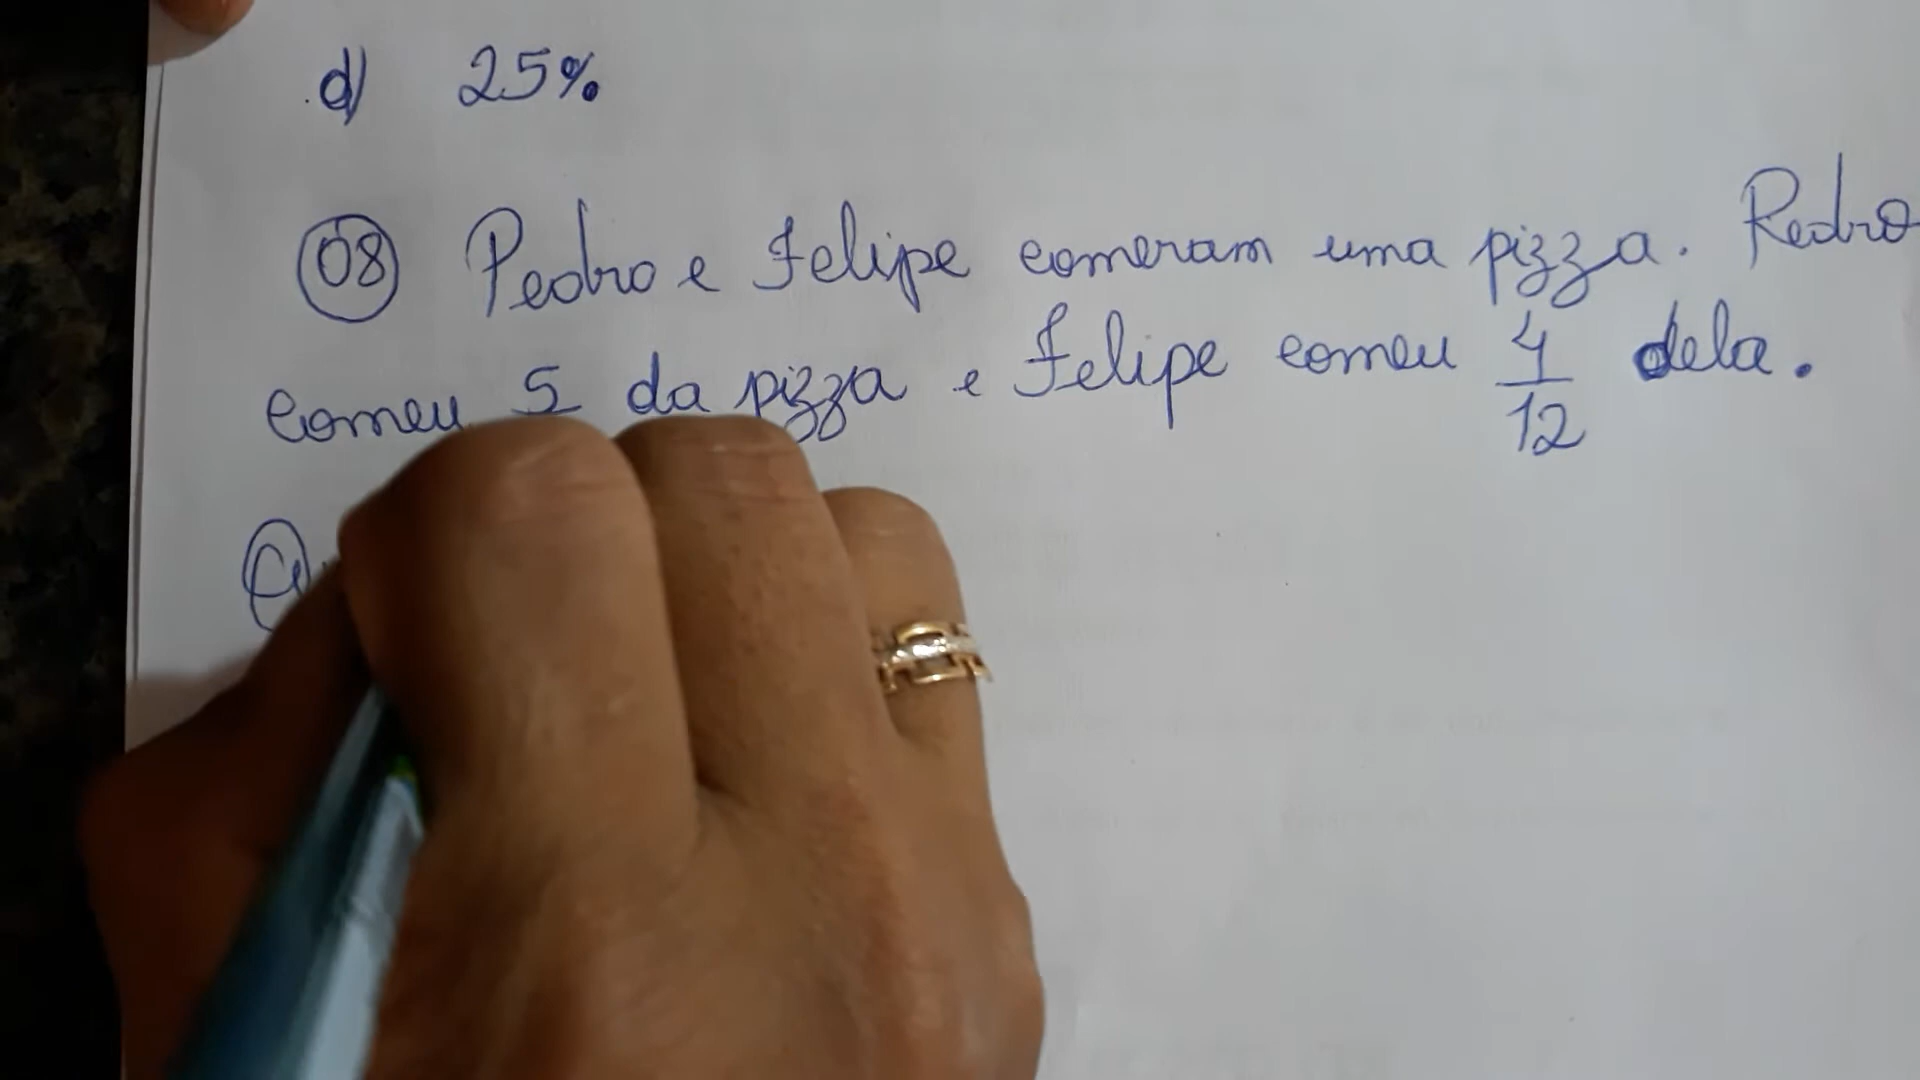 d) 25%
08 Pedro e Felipe comeram uma pizza. Pedro
comeu 5 da pizza e Felipe comeu 4/12 dela.
a)